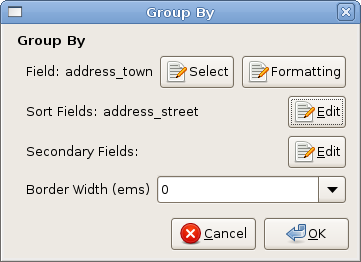 Group By
Group By
Field: address_town Select Formatting
Sort Fields: address_street Edit
Secondary Fields: Edit
Border Width (ems) 0
Cancel OK